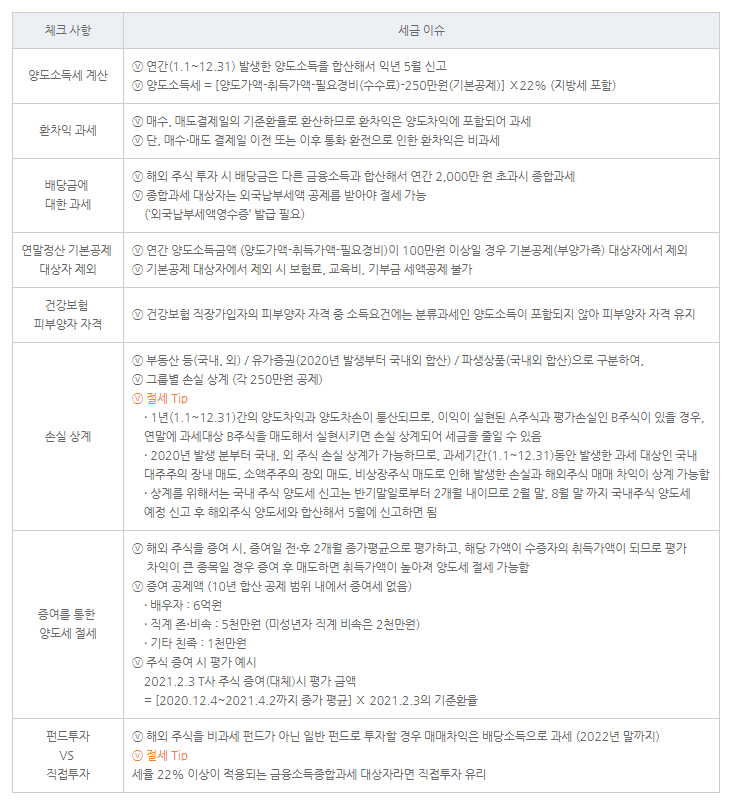 체크 사항
세금 이슈
양도소득세 계산
ⓥ 연간(1.1~12.31) 발생한 양도소득을 합산해서 익년 5월 신고
ⓥ 양도소득세 = [양도가액-취득가액-필요경비(수수료)-250만원(기본공제)] X22% (지방세 포함)
환차익 과세
ⓥ 매수, 매도결제일의 기준환율로 환산하므로 환차익은 양도차익에 포함되어 과세
ⓥ 단, 매수·매도 결제일 이전 또는 이후 통화 환전으로 인한 환차익은 비과세
배당금에
대한 과세
ⓥ 해외 주식 투자 시 배당금은 다른 금융소득과 합산해서 연간 2,000만 원 초과시 종합과세
ⓥ 종합과세 대상자는 외국납부세액 공제를 받아야 절세 가능
('외국납부세액영수증' 발급 필요)
연말정산 기본공제
대상자 제외
ⓥ 연간 양도소득금액 (양도가액-취득가액-필요경비)이 100만원 이상일 경우 기본공제(부양가족) 대상자에서 제외
ⓥ 기본공제 대상자에서 제외 시 보험료, 교육비, 기부금 세액공제 불가
건강보험
피부양자 자격
ⓥ 건강보험 직장가입자의 피부양자 자격 중 소득요건에는 분류과세인 양도소득이 포함되지 않아 피부양자 자격 유지
손실 상계
ⓥ 부동산 등(국내, 외) / 유가증권(2020년 발생부터 국내외 합산) / 파생상품(국내외 합산)으로 구분하여,
ⓥ 그룹별 손실 상계 (각 250만원 공제)
ⓥ 절세 Tip
· 1년(1.1~12.31)간의 양도차익과 양도차손이 통산되므로, 이익이 실현된 A주식과 평가손실인 B주식이 있을 경우,
연말에 과세대상 B주식을 매도해서 실현시키면 손실 상계되어 세금을 줄일 수 있음
· 2020년 발생 분부터 국내, 외 주식 손실 상계가 가능하므로, 과세기간(1.1~12.31)동안 발생한 과세 대상인 국내
대주주의 장내 매도, 소액주주의 장외 매도, 비상장주식 매도로 인해 발생한 손실과 해외주식 매매 차익이 상계 가능함
· 상계를 위해서는 국내 주식 양도세 신고는 반기말일로부터 2개월 내이므로 2월 말, 8월 말 까지 국내주식 양도세
예정 신고 후 해외주식 양도세와 합산해서 5월에 신고하면 됨
증여를 통한
양도세 절세
ⓥ 해외 주식을 증여 시, 증여일 전·후 2개월 종가평균으로 평가하고, 해당 가액이 수증자의 취득가액이 되므로 평가
차익이 큰 종목일 경우 증여 후 매도하면 취득가액이 높아져 양도세 절세 가능함
ⓥ 증여 공제액 (10년 합산 공제 범위 내에서 증여세 없음)
· 배우자 : 6억원
· 직계 존·비속 : 5천만원 (미성년자 직계 비속은 2천만원)
· 기타 친족 : 1천만원
ⓥ 주식 증여 시 평가 예시
2021.2.3 T사 주식 증여(대체)시 평가 금액
= [2020.12.4~2021.4.2까지 종가 평균] X 2021.2.3의 기준환율
펀드투자
VS
직접투자
ⓥ 해외 주식을 비과세 펀드가 아닌 일반 펀드로 투자할 경우 매매차익은 배당소득으로 과세 (2022년 말까지)
ⓥ 절세 Tip
세율 22% 이상이 적용되는 금융소득종합과세 대상자라면 직접투자 유리